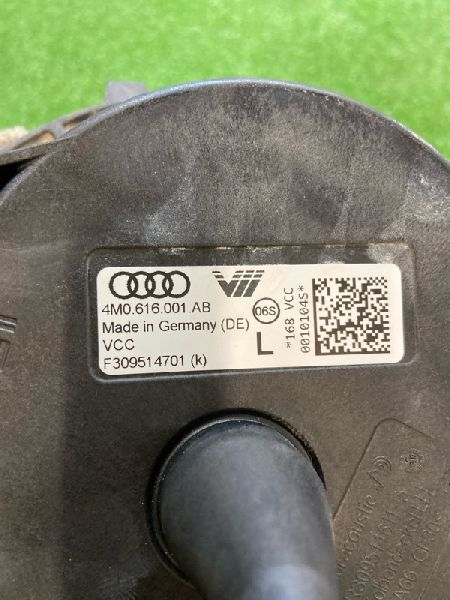 4M0.616.001.AB
Made in Germany (DE)
VCC
F309514701 (k)
06S
L
*168 VCC
0010104S*